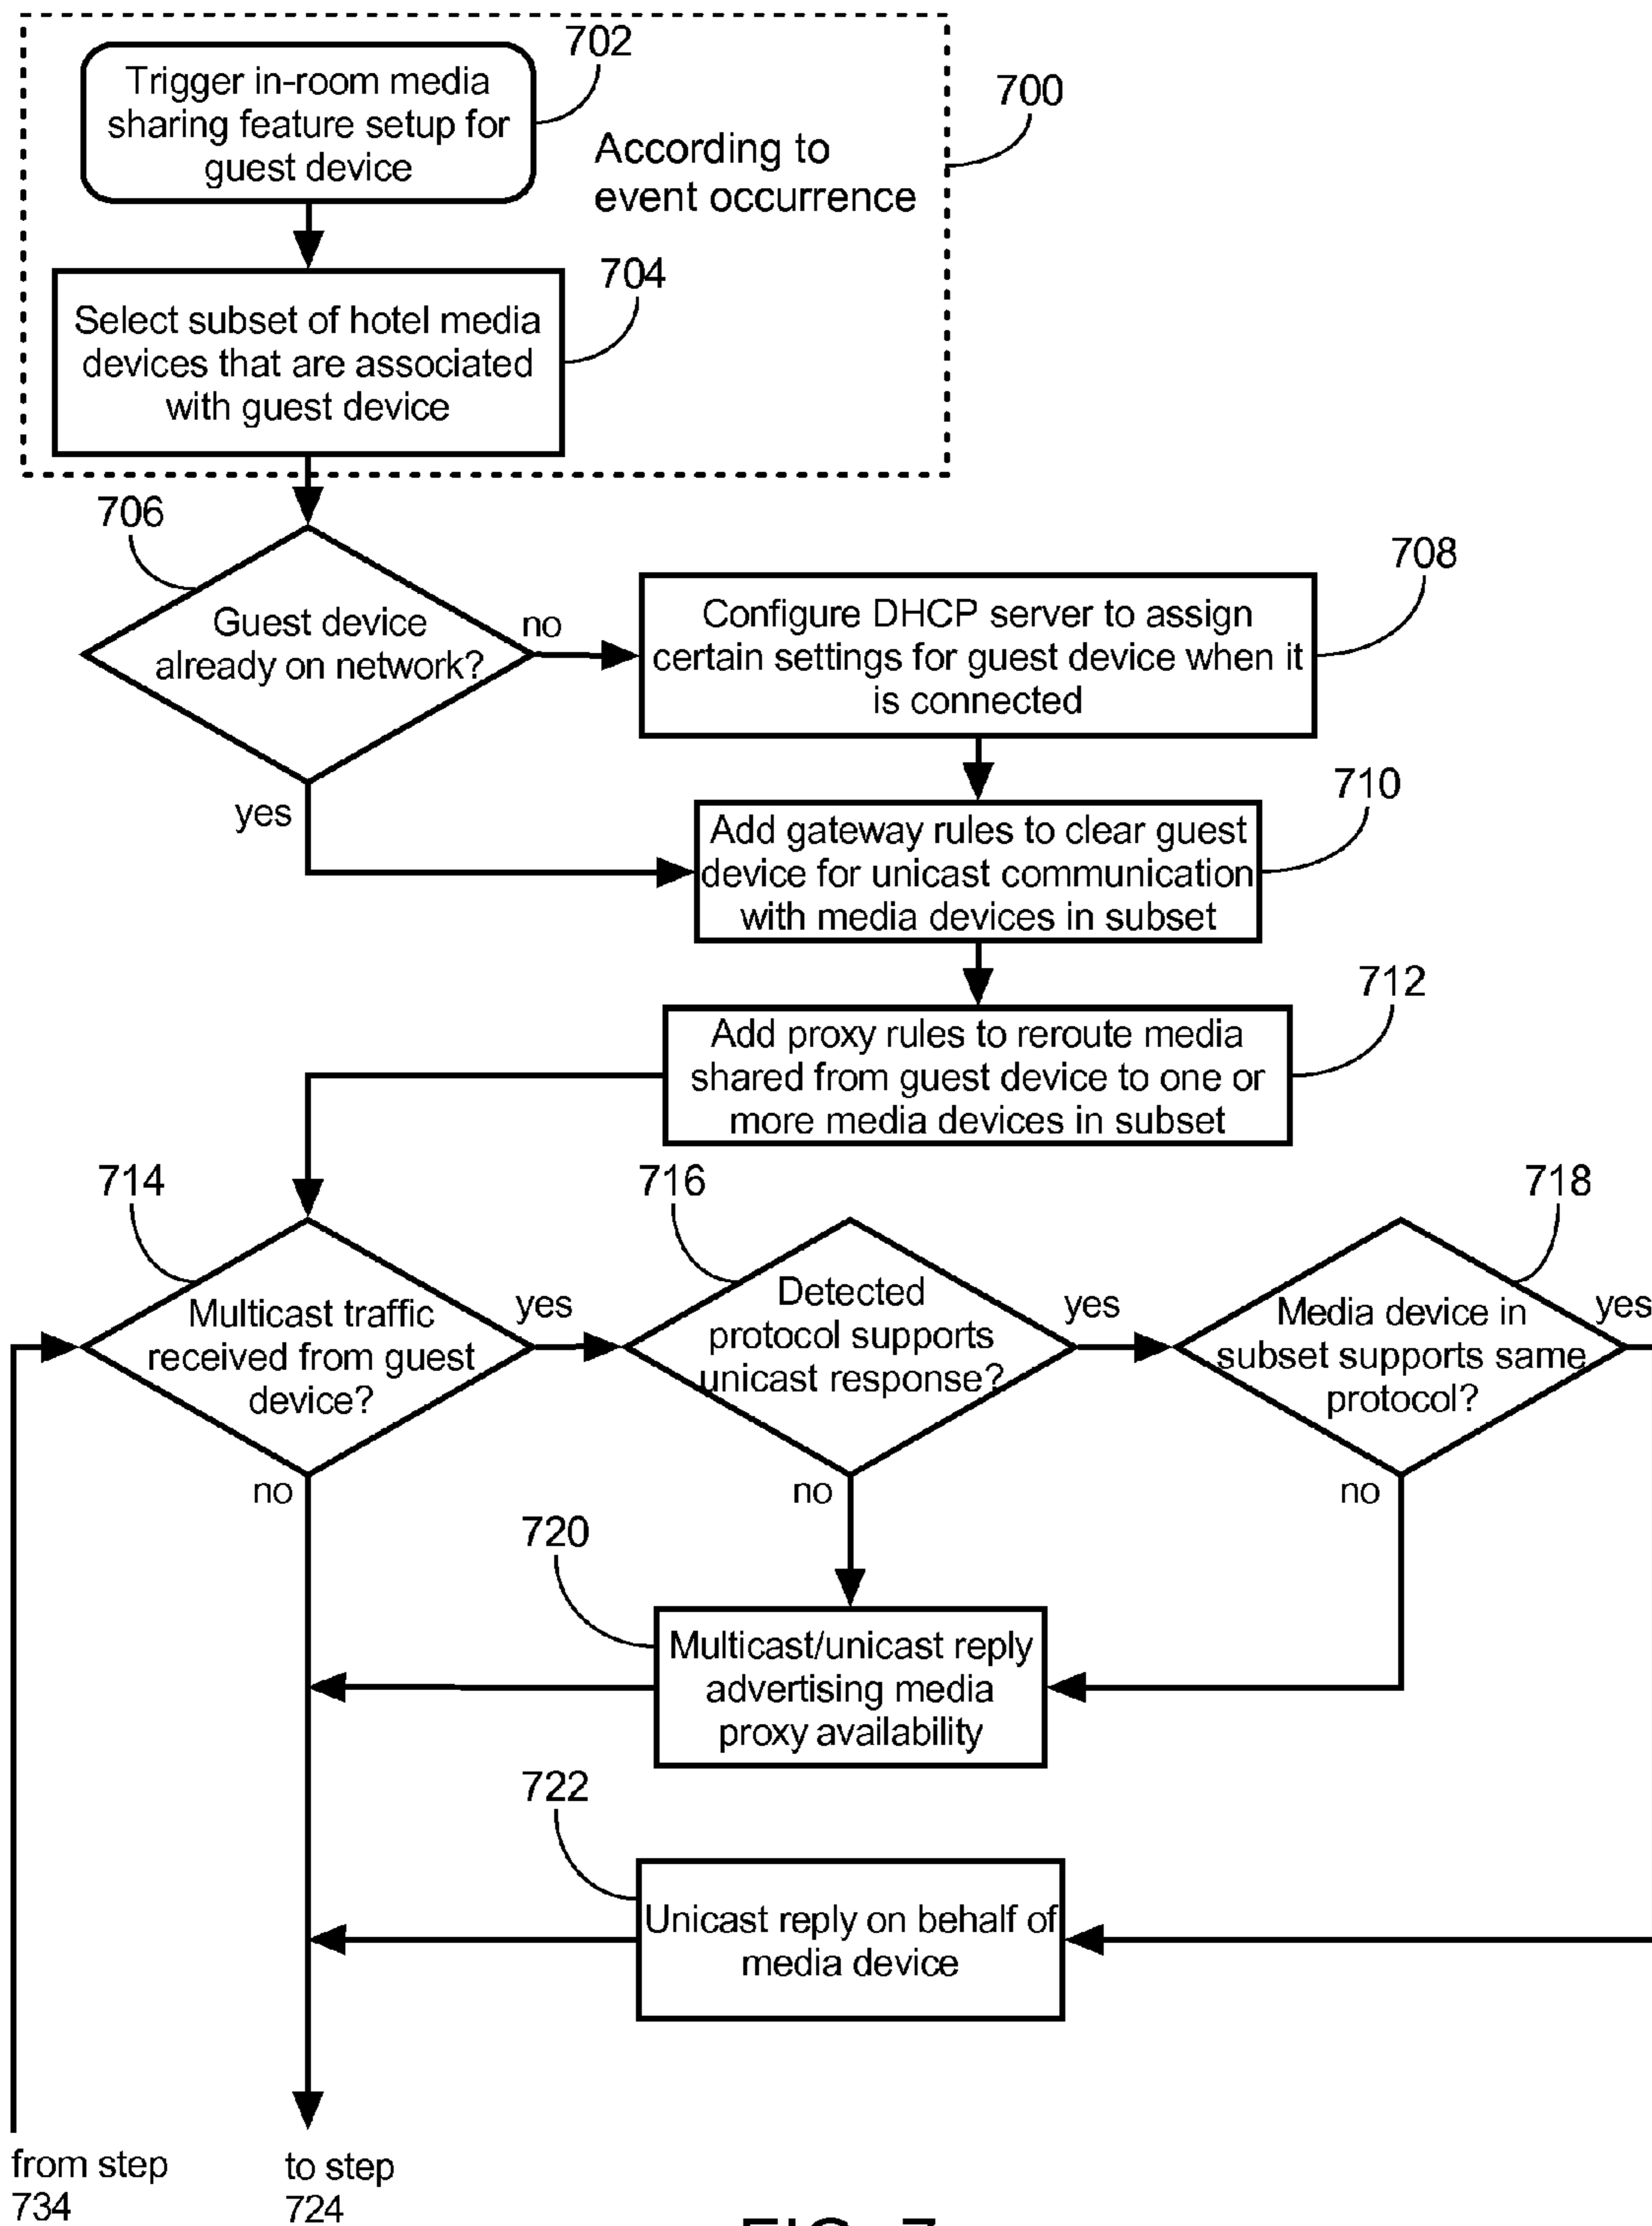 702
Trigger in-room media
sharing feature setup for
guest device
700
According to
event occurrence
704
Select subset of hotel media
devices that are associated
with guest device
706
Guest device
already on network?
no
yes
708
Configure DHCP server to assign
certain settings for guest device when it
is connected
710
Add gateway rules to clear guest
device for unicast communication
with media devices in subset
712
Add proxy rules to reroute media
shared from guest device to one or
more media devices in subset
714
Multicast traffic
received from guest
device?
yes
no
716
Detected
protocol supports
unicast response?
yes
no
718
Media device in
subset supports same
protocol?
yes
no
720
Multicast/unicast reply
advertising media
proxy availability
722
Unicast reply on behalf of
media device
from step
734
to step
724